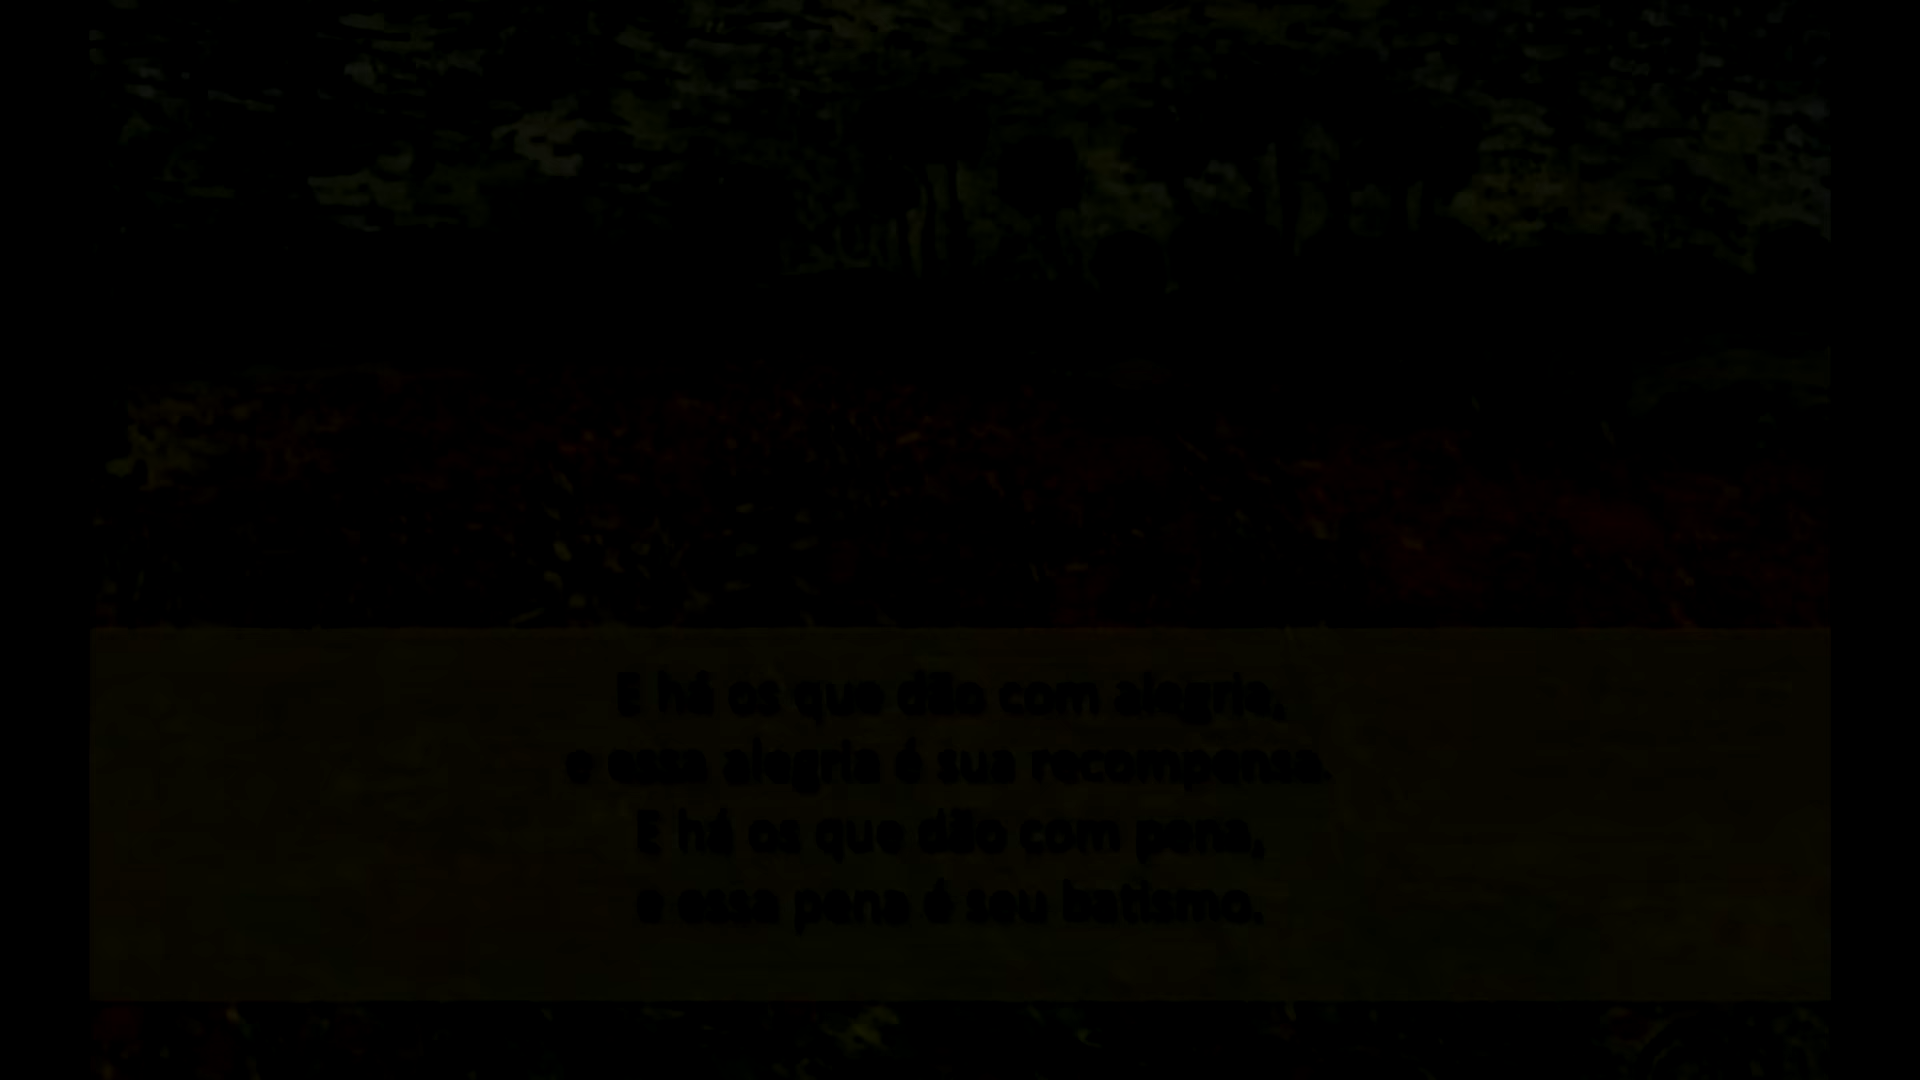 E há os que dão com alegria,
e essa alegria é sua recompensa.
E há os que dão com pena,
e essa pena é seu batismo.